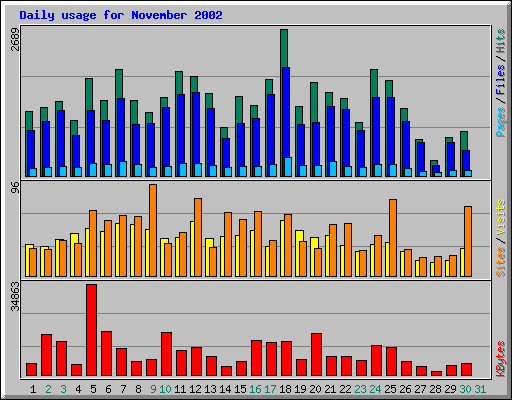 Daily usage for November 2002
2689
Pages / Files / Hits
96
Sites / Visits
34863
KBytes
1 2 3 4 5 6 7 8 9 10 11 12 13 14 15 16 17 18 19 20 21 22 23 24 25 26 27 28 29 30 31